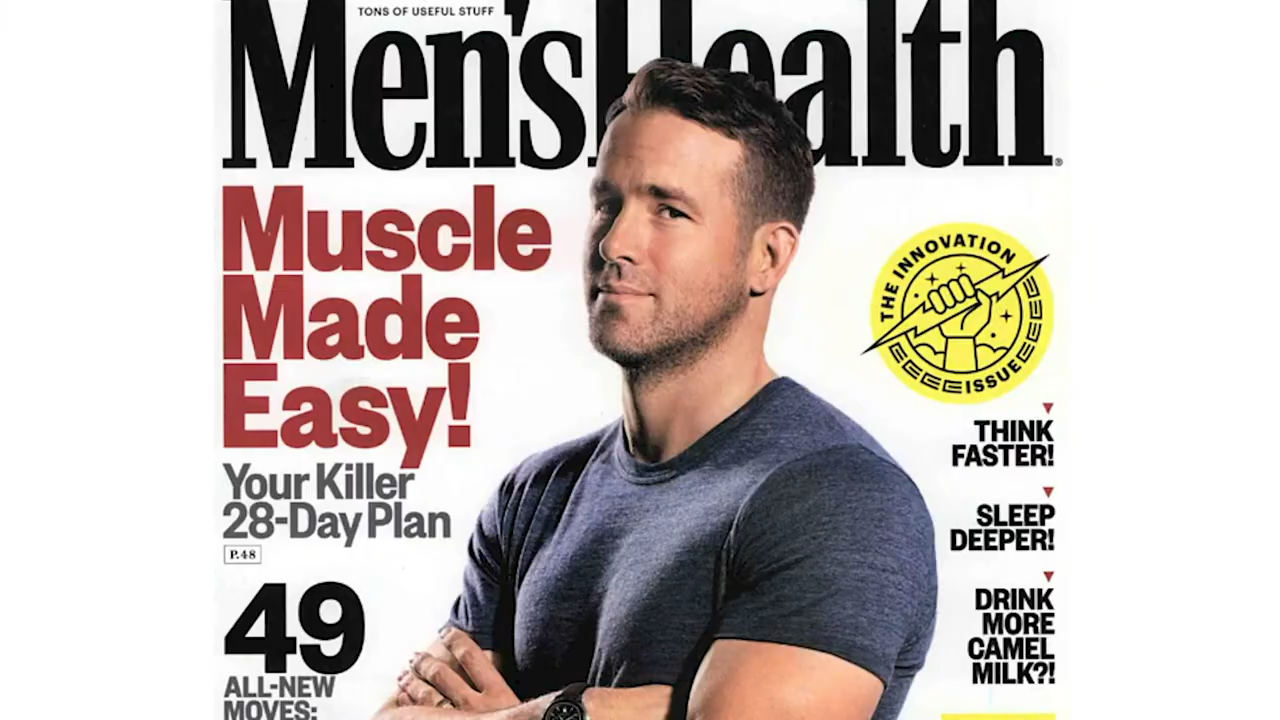 TONS OF USEFUL STUFF
Men'sHealth®
Muscle
Made
Easy!
Your Killer
28-Day Plan
P.48
49
ALL-NEW
MOVES:
THE INNOVATION
ISSUE
THINK
FASTER!
SLEEP
DEEPER!
DRINK
MORE
CAMEL
MILK?!